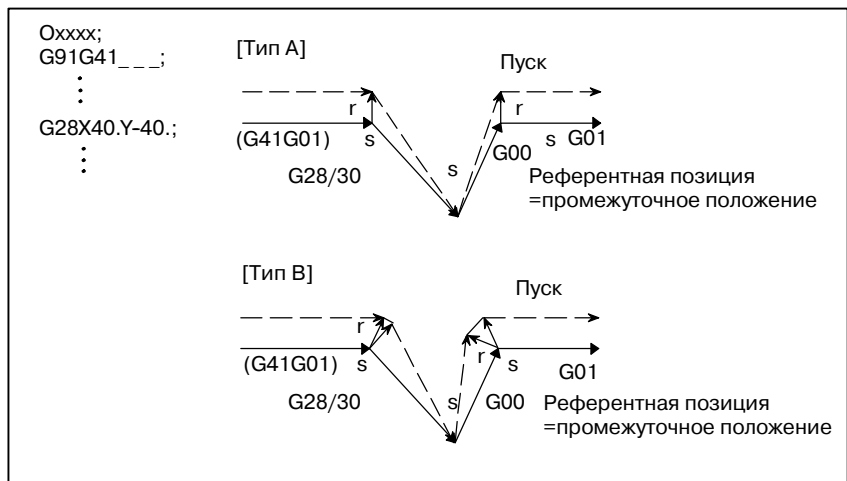 Oxxxx;
G91G41_ _ _;
G28X40.Y-40.;
[Тип A]
Пуск
r
r
(G41G01)
s
s
G00
s
G01
G28/30
Референтная позиция
=промежуточное положение
[Тип B]
Пуск
r
r
(G41G01)
s
s
s
G01
G28/30
G00
Референтная позиция
=промежуточное положение